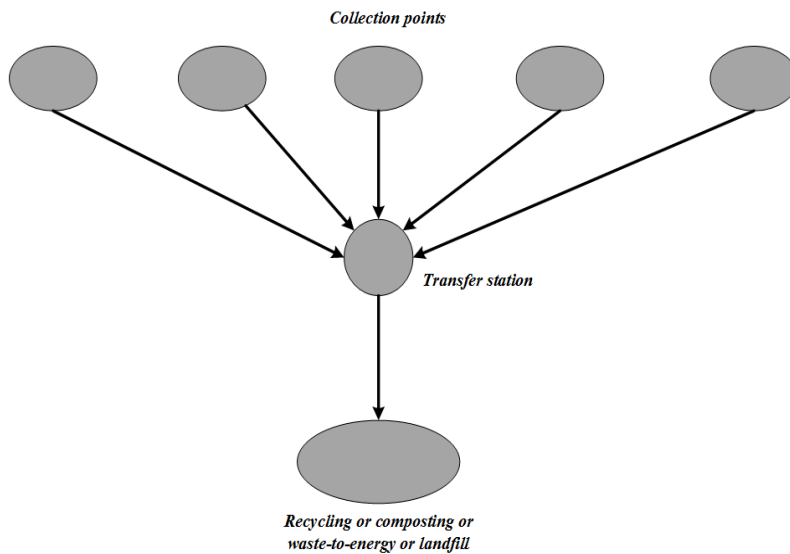 Collection points
Transfer station
Recycling or composting or
waste-to-energy or landfill